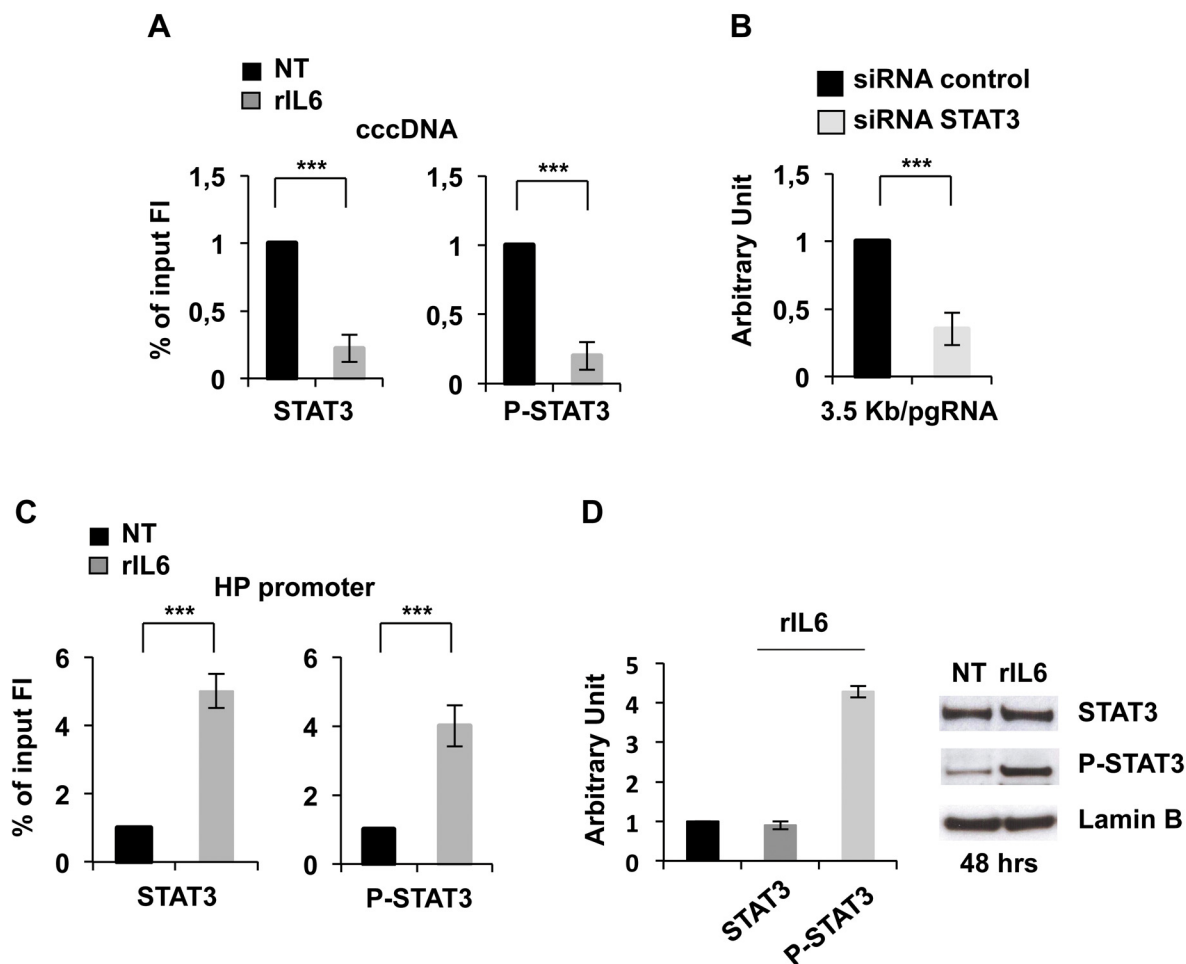 A
NT
rIL6
cccDNA
***
***
% of input FI
1,5
1
0,5
0
STAT3
1,5
1
0,5
0
P-STAT3
B
siRNA control
siRNA STAT3
***
Arbitrary Unit
1,5
1
0,5
0
3.5 Kb/pgRNA
C
NT
rIL6
HP promoter
***
***
% of input FI
6
4
2
0
STAT3
6
4
2
0
P-STAT3
D
rIL6
Arbitrary Unit
5
4
3
2
1
0
STAT3
P-STAT3
NT rIL6
STAT3
P-STAT3
Lamin B
48 hrs